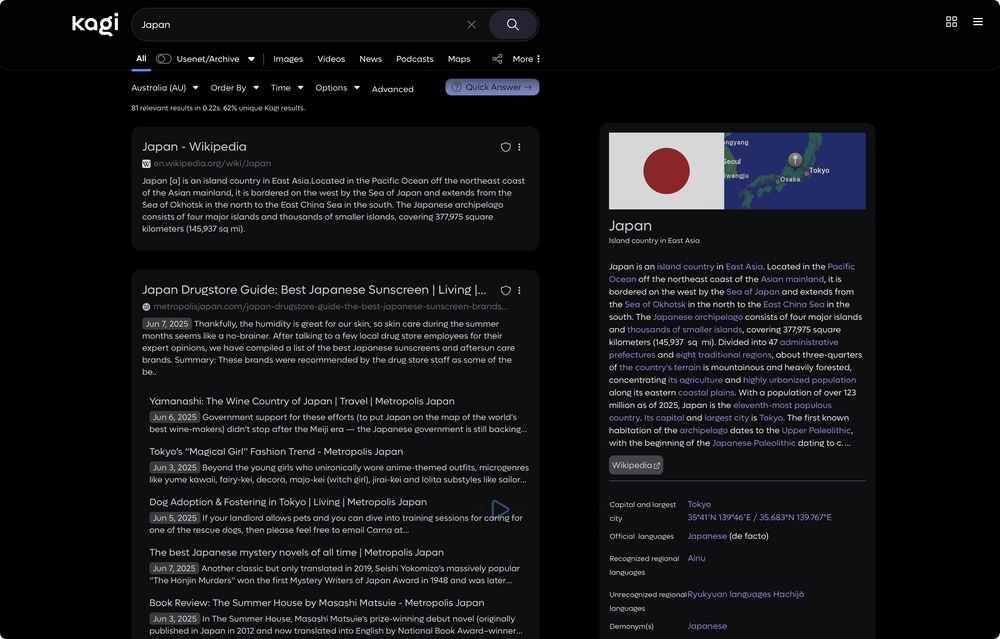 kagi
Japan
All
Usenet/Archive
Images
Videos
News
Podcasts
Maps
More
Australia (AU)
Order By
Time
Options
Advanced
Quick Answer →
81 relevant results in 0.22s. 62% unique Kagi results.
Japan - Wikipedia
en.wikipedia.org/wiki/Japan
Japan [a] is an island country in East Asia.Located in the Pacific Ocean off the northeast coast
of the Asian mainland, it is bordered on the west by the Sea of Japan and extends from the
Sea of Okhotsk in the north to the East China Sea in the south. The Japanese archipelago
consists of four major islands and thousands of smaller islands, covering 377,975 square
kilometers (145,937 sq mi).
Japan Drugstore Guide: Best Japanese Sunscreen | Living |...
metropolisjapan.com/japan-drugstore-guide-the-best-japanese-sunscreen-brands...
Jun 7, 2025 Thankfully, the humidity is great for our skin, so skin care during the summer
months seems like a no-brainer. After talking to a few local drug store employees for their
expert opinions, we have compiled a list of the best Japanese sunscreens and aftersun care
brands. Summary: These brands were recommended by the drug store staff as some of the
be..
Yamanashi: The Wine Country of Japan | Travel | Metropolis Japan
Jun 6, 2025 Government support for these efforts (to put Japan on the map of the world's
best wine-makers) didn't stop after the Meiji era — the Japanese government is still backing...
Tokyo's "Magical Girl" Fashion Trend - Metropolis Japan
Jun 3, 2025 Beyond the young girls who unironically wore anime-themed outfits, microgenres
like yume kawaii, fairy-kei, decora, majo-kei (witch girl), jirai-kei and lolita substyles like sailor...
Dog Adoption & Fostering in Tokyo | Living | Metropolis Japan
Jun 5, 2025 If your landlord allows pets and you can dive into training sessions for caring for
one of the rescue dogs, then please feel free to email Carna at...
The best Japanese mystery novels of all time | Metropolis Japan
Jun 7, 2025 Another classic but only translated in 2019, Seishi Yokomizo's massively popular
"The Honjin Murders" won the first Mystery Writers of Japan Award in 1948 and was later...
Book Review: The Summer House by Masashi Matsuie - Metropolis Japan
Jun 3, 2025 In The Summer House, Masashi Matsuie's prize-winning debut novel (originally
published in Japan in 2012 and now translated into English by National Book Award–winner...
ngyang
Seoul
wangju
Tokyo
Osaka
Japan
Island country in East Asia
Japan is an island country in East Asia. Located in the Pacific
Ocean off the northeast coast of the Asian mainland, it is
bordered on the west by the Sea of Japan and extends from
the Sea of Okhotsk in the north to the East China Sea in the
south. The Japanese archipelago consists of four major islands
and thousands of smaller islands, covering 377,975 square
kilometers (145,937 sq mi). Divided into 47 administrative
prefectures and eight traditional regions, about three-quarters
of the country's terrain is mountainous and heavily forested,
concentrating its agriculture and highly urbanized population
along its eastern coastal plains. With a population of over 123
million as of 2025, Japan is the eleventh-most populous
country. Its capital and largest city is Tokyo. The first known
habitation of the archipelago dates to the Upper Paleolithic,
with the beginning of the Japanese Paleolithic dating to c....
Wikipedia
Capital and largest city
Tokyo
35°41′N 139°46′E / 35.683°N 139.767°E
Official languages
Japanese (de facto)
Recognized regional languages
Ainu
Unrecognized regional languages
Ryukyuan languages Hachijō
Demonym(s)
Japanese